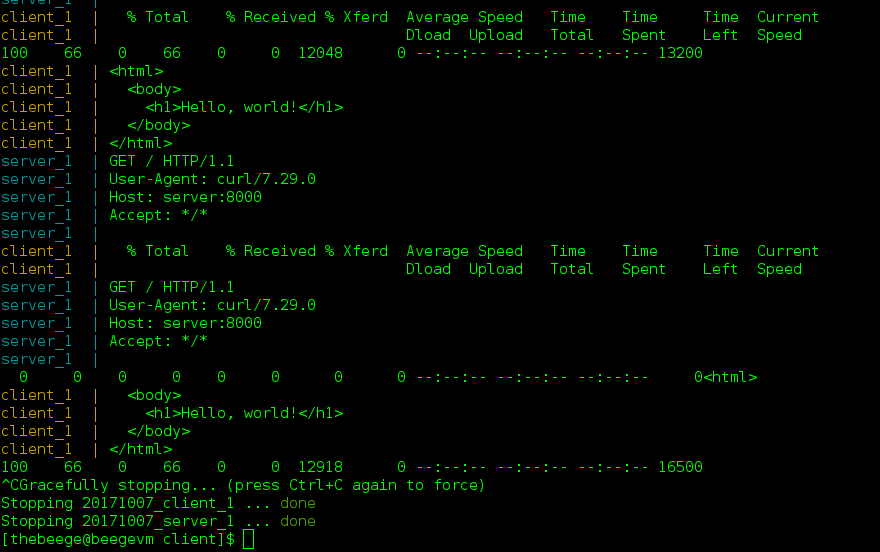 client_1 | % Total % Received % Xferd Average Speed Time Time Time Current
client_1 | Dload Upload Total Spent Left Speed
100 66 0 66 0 0 12048 0 --:--:-- --:--:-- --:--:-- 13200
client_1 | <html>
client_1 | <body>
client_1 | <h1>Hello, world!</h1>
client_1 | </body>
client_1 | </html>
server_1 | GET / HTTP/1.1
server_1 | User-Agent: curl/7.29.0
server_1 | Host: server:8000
server_1 | Accept: */*
server_1 |
client_1 | % Total % Received % Xferd Average Speed Time Time Time Current
client_1 | Dload Upload Total Spent Left Speed
server_1 | GET / HTTP/1.1
server_1 | User-Agent: curl/7.29.0
server_1 | Host: server:8000
server_1 | Accept: */*
server_1 |
0 0 0 0 0 0 0 0 --:--:-- --:--:-- --:--:-- 0<html>
client_1 | <body>
client_1 | <h1>Hello, world!</h1>
client_1 | </body>
client_1 | </html>
100 66 0 66 0 0 12918 0 --:--:-- --:--:-- --:--:-- 16500
^CGracefully stopping... (press Ctrl+C again to force)
Stopping 20171007_client_1 ... done
Stopping 20171007_server_1 ... done
[thebeege@beegevm client]$